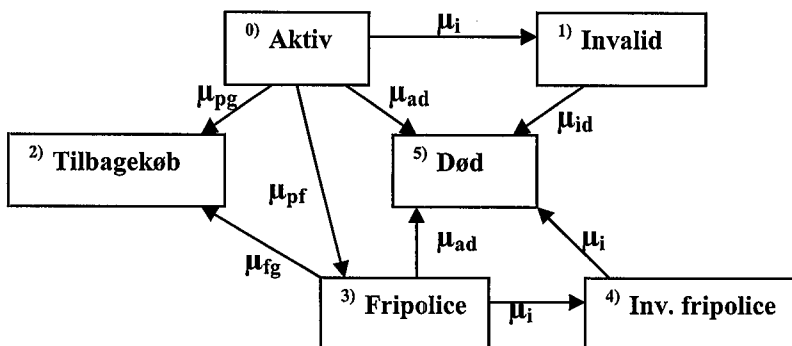 0) Aktiv
μi
1) Invalid
μpg
μad
μid
2) Tilbagekøb
5) Død
μpf
μad
μi
μfg
3) Fripolice
μi
4) Inv. fripolice